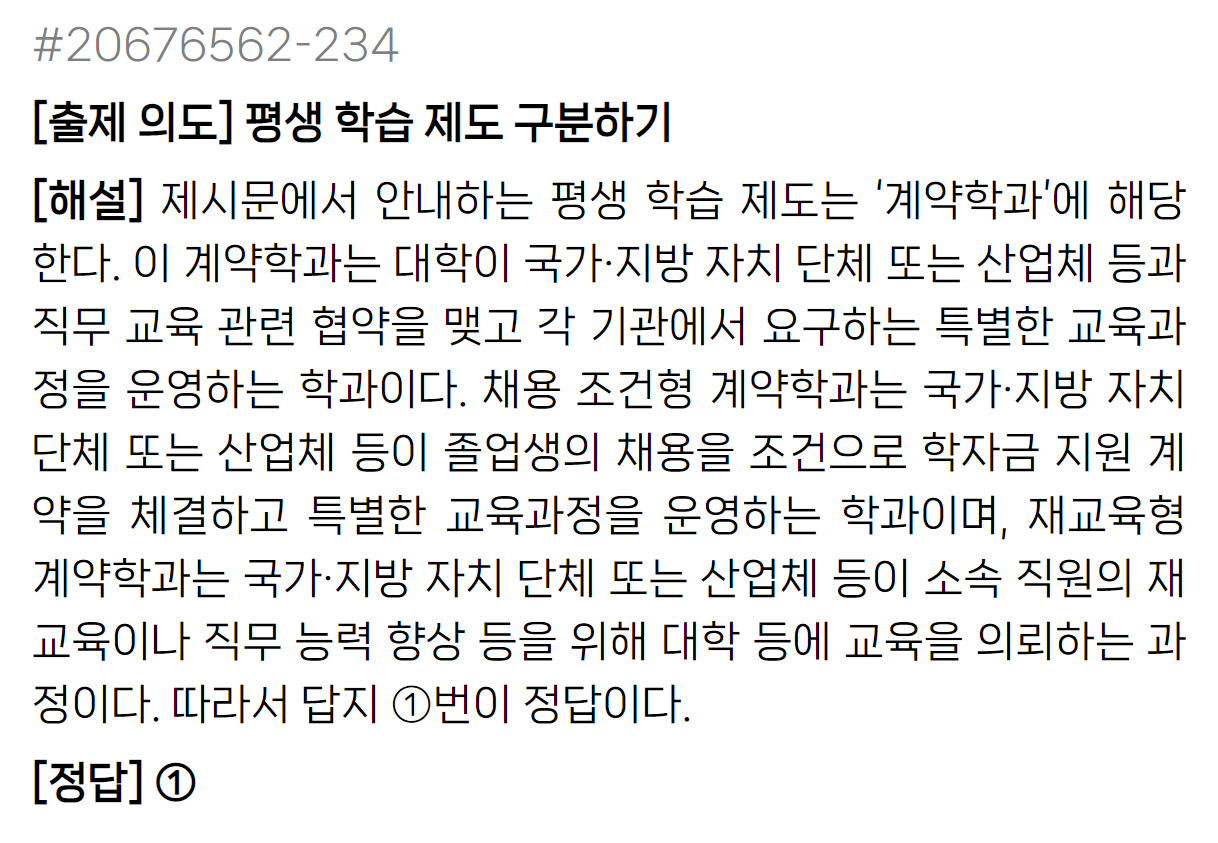 #20676562-234
[출제 의도] 평생 학습 제도 구분하기
[해설] 제시문에서 안내하는 평생 학습 제도는 '계약학과'에 해당
한다. 이 계약학과는 대학이 국가·지방 자치 단체 또는 산업체 등과
직무 교육 관련 협약을 맺고 각 기관에서 요구하는 특별한 교육과
정을 운영하는 학과이다. 채용 조건형 계약학과는 국가·지방 자치
단체 또는 산업체 등이 졸업생의 채용을 조건으로 학자금 지원 계
약을 체결하고 특별한 교육과정을 운영하는 학과이며, 재교육형
계약학과는 국가·지방 자치 단체 또는 산업체 등이 소속 직원의 재
교육이나 직무 능력 향상 등을 위해 대학 등에 교육을 의뢰하는 과
정이다. 따라서 답지 ①번이 정답이다.
[정답] ①